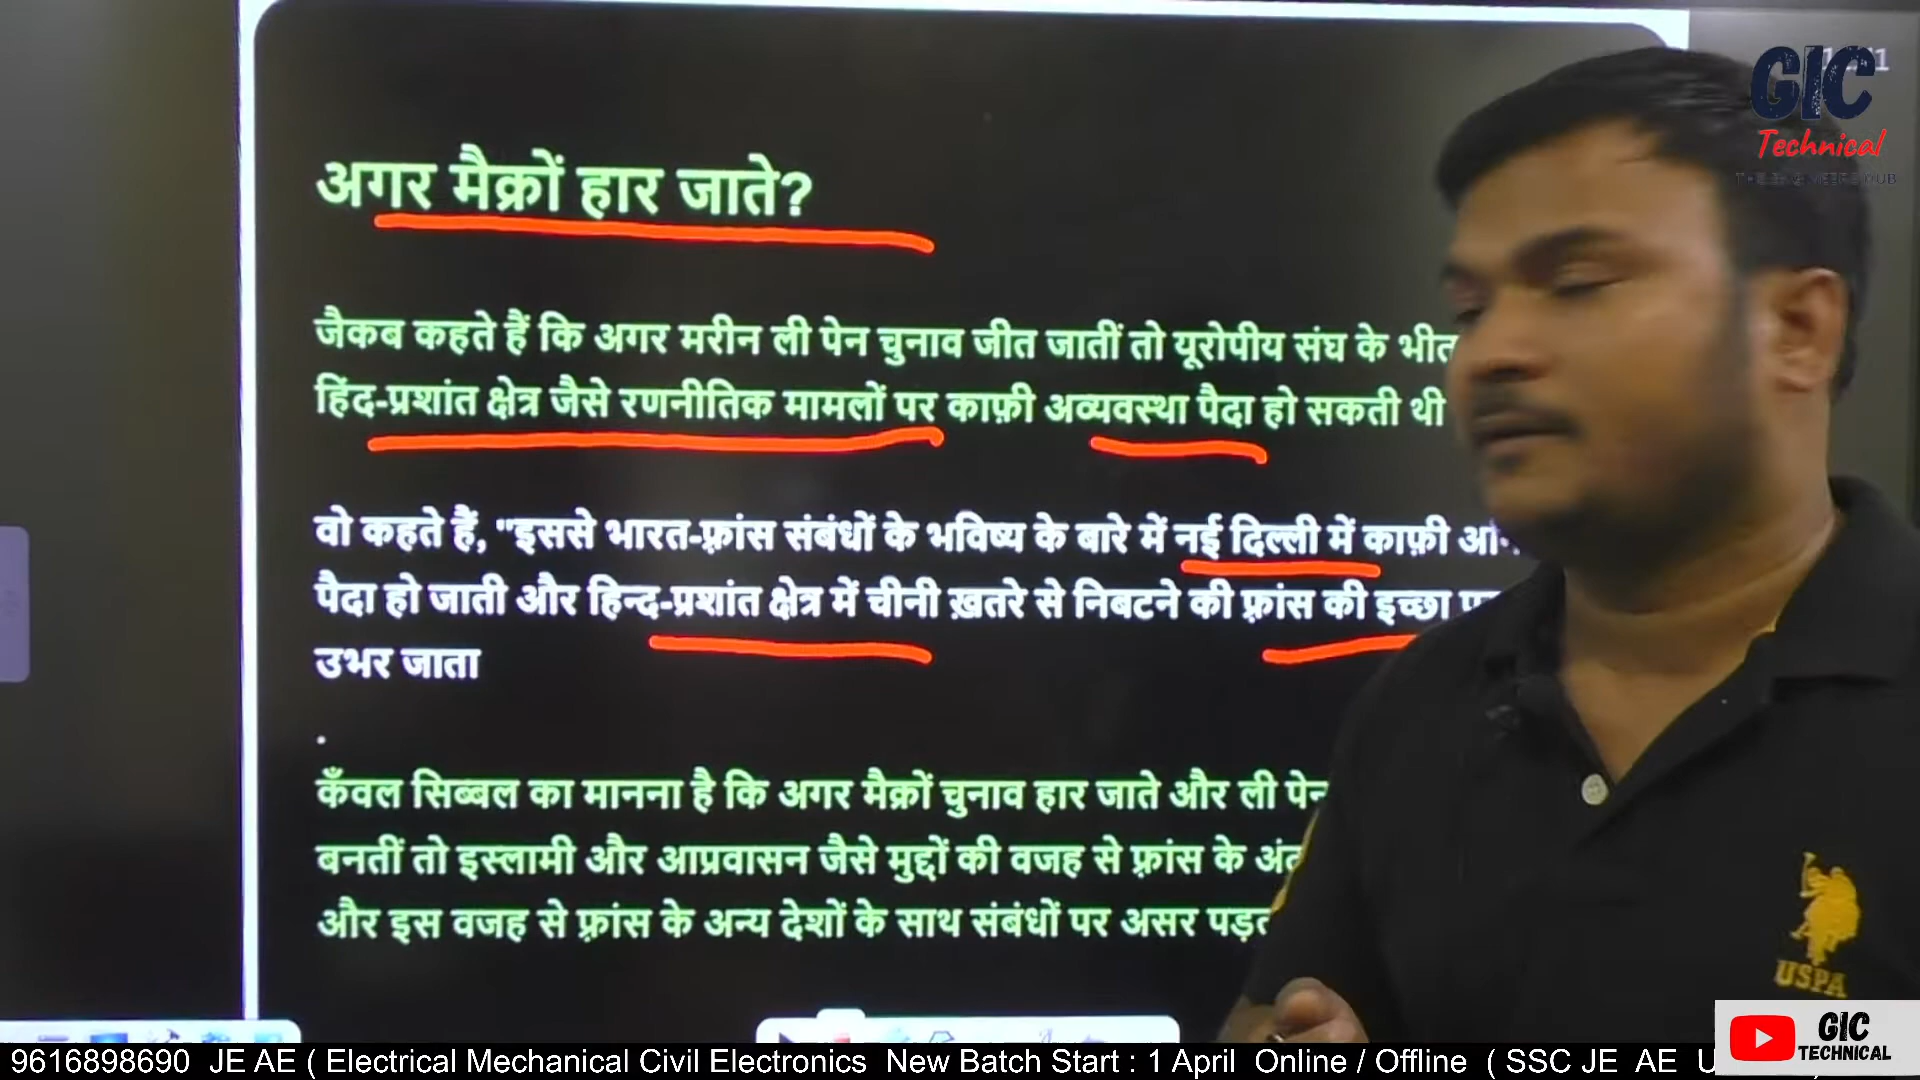 GIC
Technical
अगर मैक्रों हार जाते?
जैकब कहते हैं कि अगर मरीन ली पेन चुनाव जीत जातीं तो यूरोपीय संघ के
हिंद-प्रशांत क्षेत्र जैसे रणनीतिक मामलों पर काफ़ी अव्यवस्था पैदा हो सकती थी
वो कहते हैं, "इससे भारत-फ़्रांस संबंधों के भविष्य के बारे में नई दिल्ली में काफ़ी
पैदा हो जाती और हिन्द-प्रशांत क्षेत्र में चीनी ख़तरे से निबटने की फ़्रांस की इच्छा
उभर जाता
.
कँवल सिब्बल का मानना है कि अगर मैक्रों चुनाव हार जाते और ली पेन
बनतीं तो इस्लामी और आप्रवासन जैसे मुद्दों की वजह से फ़्रांस के
और इस वजह से फ़्रांस के अन्य देशों के साथ संबंधों पर असर
USPA
GIC
TECHNICAL
9616898690 JE AE ( Electrical Mechanical Civil Electronics New Batch Start : 1 April Online / Offline ( SSC JE AE